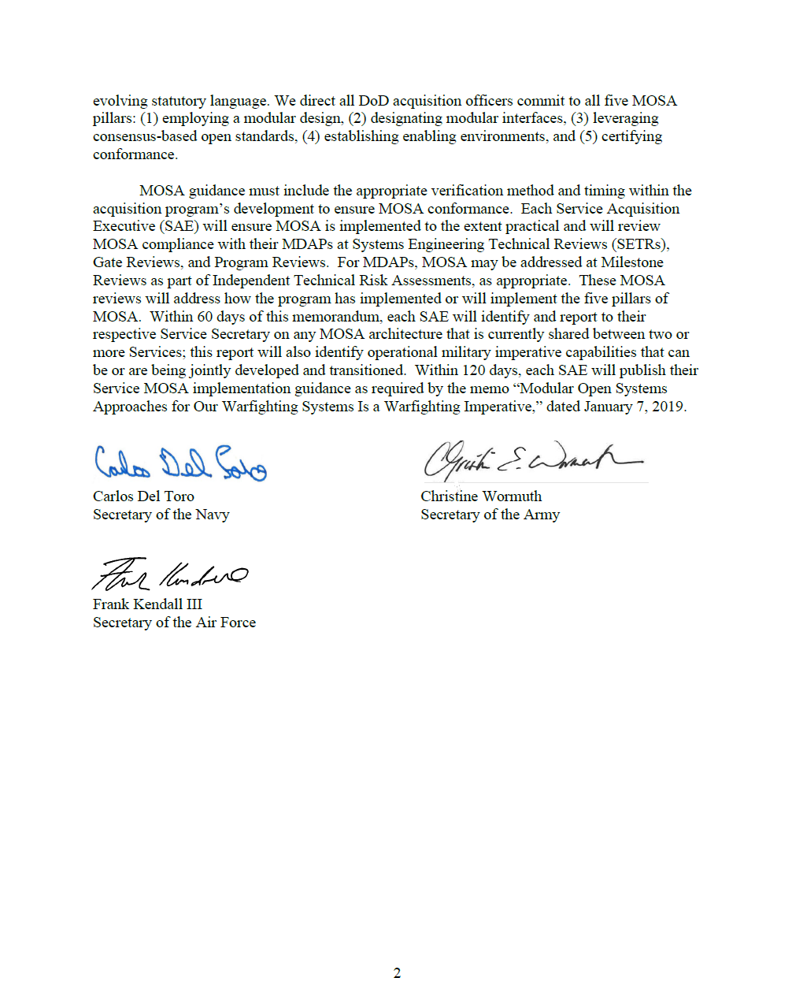 evolving statutory language. We direct all DoD acquisition officers commit to all five MOSA
pillars: (1) employing a modular design, (2) designating modular interfaces, (3) leveraging
consensus-based open standards, (4) establishing enabling environments, and (5) certifying
conformance.
MOSA guidance must include the appropriate verification method and timing within the
acquisition program's development to ensure MOSA conformance. Each Service Acquisition
Executive (SAE) will ensure MOSA is implemented to the extent practical and will review
MOSA compliance with their MDAPs at Systems Engineering Technical Reviews (SETRs),
Gate Reviews, and Program Reviews. For MDAPs, MOSA may be addressed at Milestone
Reviews as part of Independent Technical Risk Assessments, as appropriate. These MOSA
reviews will address how the program has implemented or will implement the five pillars of
MOSA. Within 60 days of this memorandum, each SAE will identify and report to their
respective Service Secretary on any MOSA architecture that is currently shared between two or
more Services; this report will also identify operational military imperative capabilities that can
be or are being jointly developed and transitioned. Within 120 days, each SAE will publish their
Service MOSA implementation guidance as required by the memo “Modular Open Systems
Approaches for Our Warfighting Systems Is a Warfighting Imperative,” dated January 7, 2019.
Carlos Del Toro
Christine E. Wormuth
Carlos Del Toro
Christine Wormuth
Secretary of the Navy
Secretary of the Army
Frank Kendall
Frank Kendall III
Secretary of the Air Force
2